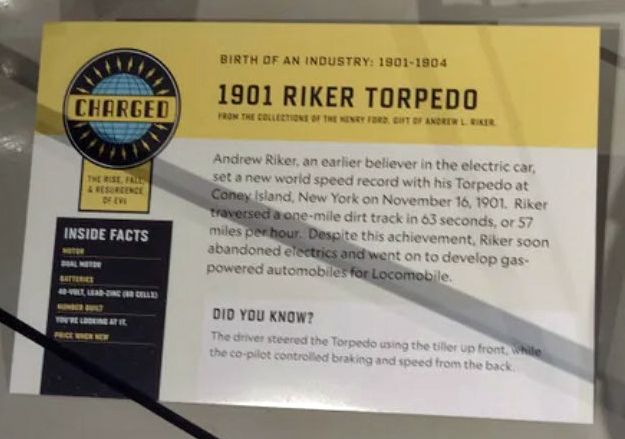 BIRTH OF AN INDUSTRY: 1901-1904
1901 RIKER TORPEDO
FROM THE COLLECTIONS OF THE HENRY FORD. GIFT OF ANDREW L. RIKER.
CHARGED
THE RISE, FALL,
& RESURGENCE
OF EVs
Andrew Riker, an earlier believer in the electric car,
set a new world speed record with his Torpedo at
Coney Island, New York on November 16, 1901. Riker
traversed a one-mile dirt track in 63 seconds, or 57
miles per hour. Despite this achievement, Riker soon
abandoned electrics and went on to develop gas-
powered automobiles for Locomobile.
INSIDE FACTS
MOTOR
DUAL MOTOR
BATTERIES
40-VOLT, LEAD-ZINC (60 CELLS)
NUMBER BUILT
YOU'RE LOOKING AT IT.
PRICE WHEN NEW
DID YOU KNOW?
The driver steered the Torpedo using the tiller up front, while
the co-pilot controlled braking and speed from the back.